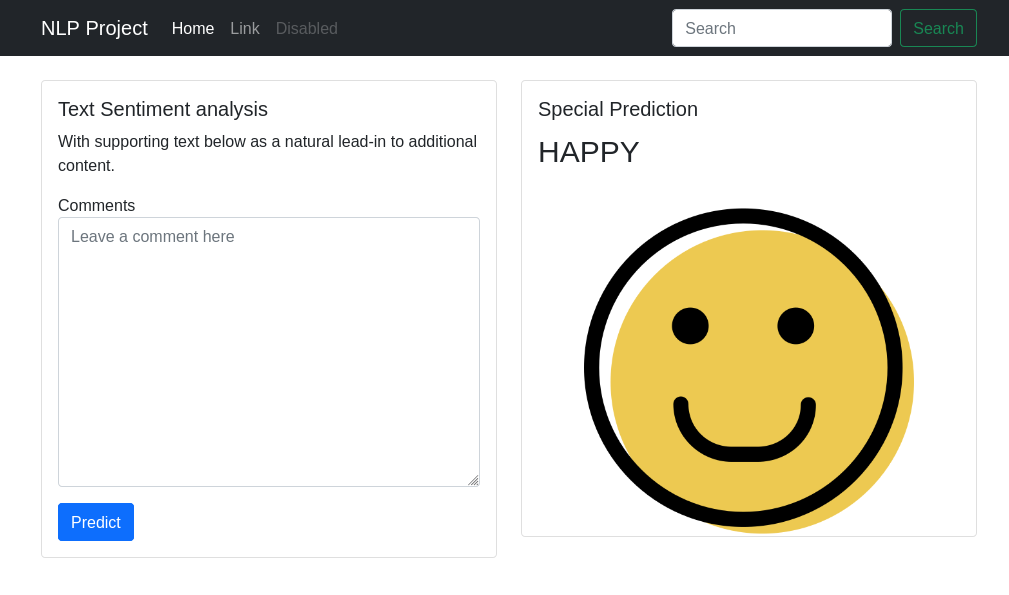 NLP Project Home Link Disabled Search Search
Text Sentiment analysis
With supporting text below as a natural lead-in to additional
content.
Comments
Leave a comment here
Predict
Special Prediction
HAPPY